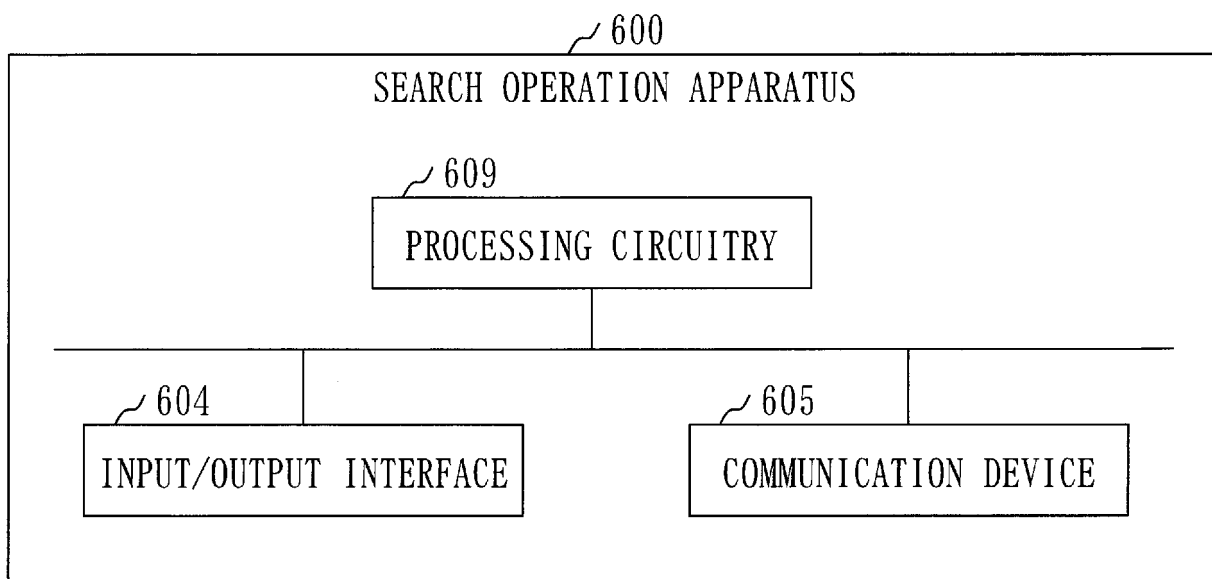 600
SEARCH OPERATION APPARATUS
609
PROCESSING CIRCUITRY
604
INPUT/OUTPUT INTERFACE
605
COMMUNICATION DEVICE